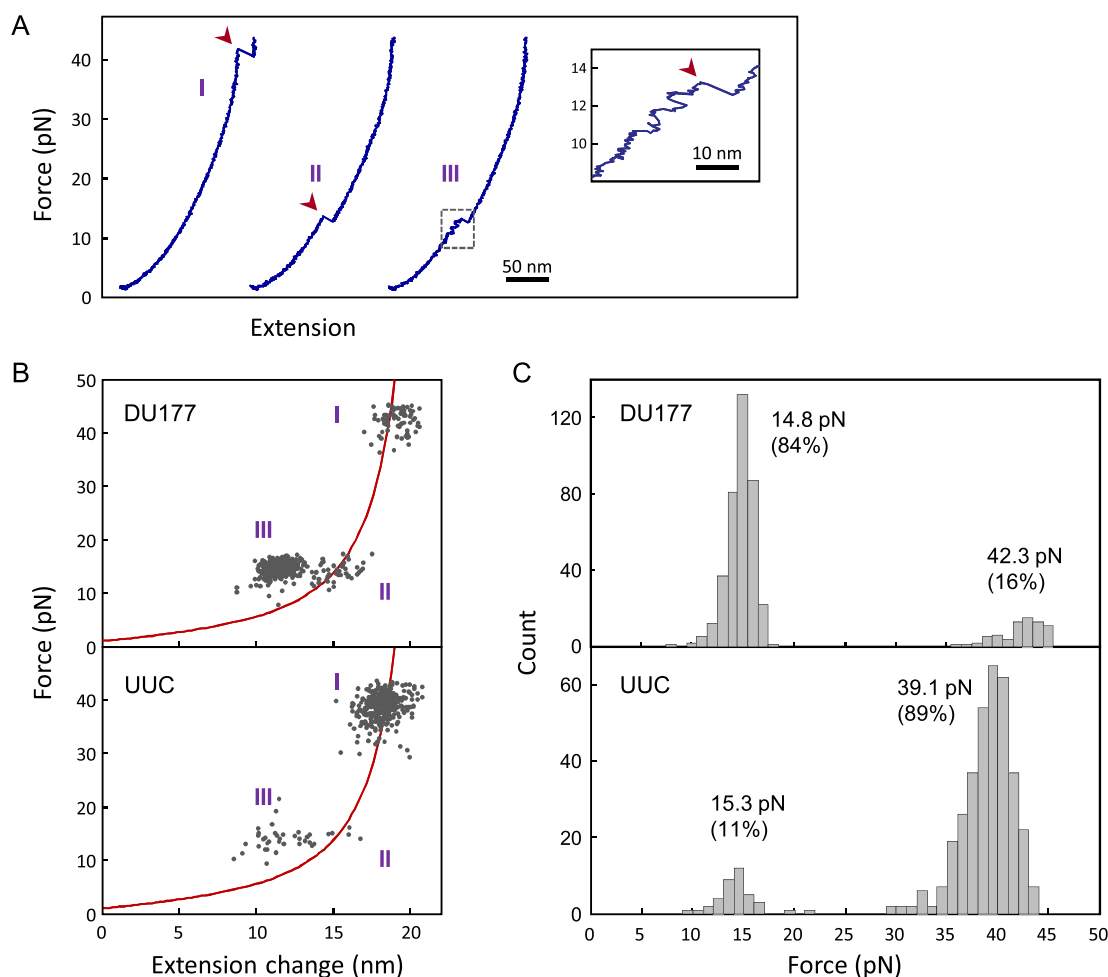 A
Force (pN)
40
30
20
10
0
I
II
III
50 nm
14
12
10
10 nm
Extension
B
Force (pN)
50
40
30
20
10
0
DU177
I
III
II
40
30
20
10
0
UUC
I
III
II
0 5 10 15 20
Extension change (nm)
C
Count
120
80
40
0
DU177
14.8 pN
(84%)
42.3 pN
(16%)
60
40
20
0
UUC
15.3 pN
(11%)
39.1 pN
(89%)
0 5 10 15 20 25 30 35 40 45 50
Force (pN)